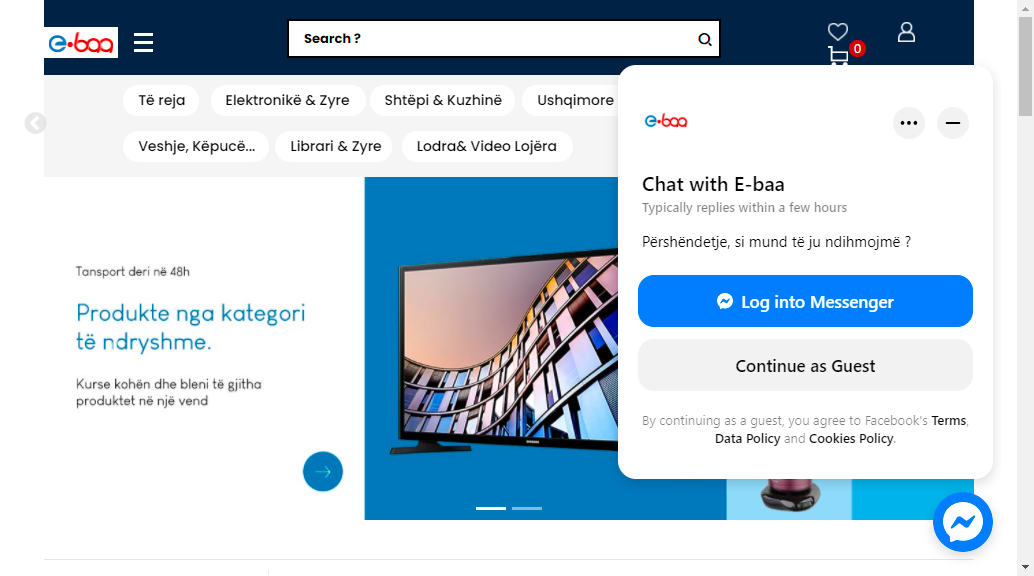 e-baa
Search ?
0
Të reja
Elektronikë & Zyre
Shtëpi & Kuzhinë
Ushqimore
Veshje, Këpucë...
Librari & Zyre
Lodra& Video Lojëra
Tansport deri në 48h
Produkte nga kategori
të ndryshme.
Kurse kohën dhe bleni të gjitha
produktet në një vend
SAMSUNG
e-baa
Chat with E-baa
Typically replies within a few hours
Përshëndetje, si mund të ju ndihmojmë ?
Log into Messenger
Continue as Guest
By continuing as a guest, you agree to Facebook's Terms,
Data Policy and Cookies Policy.